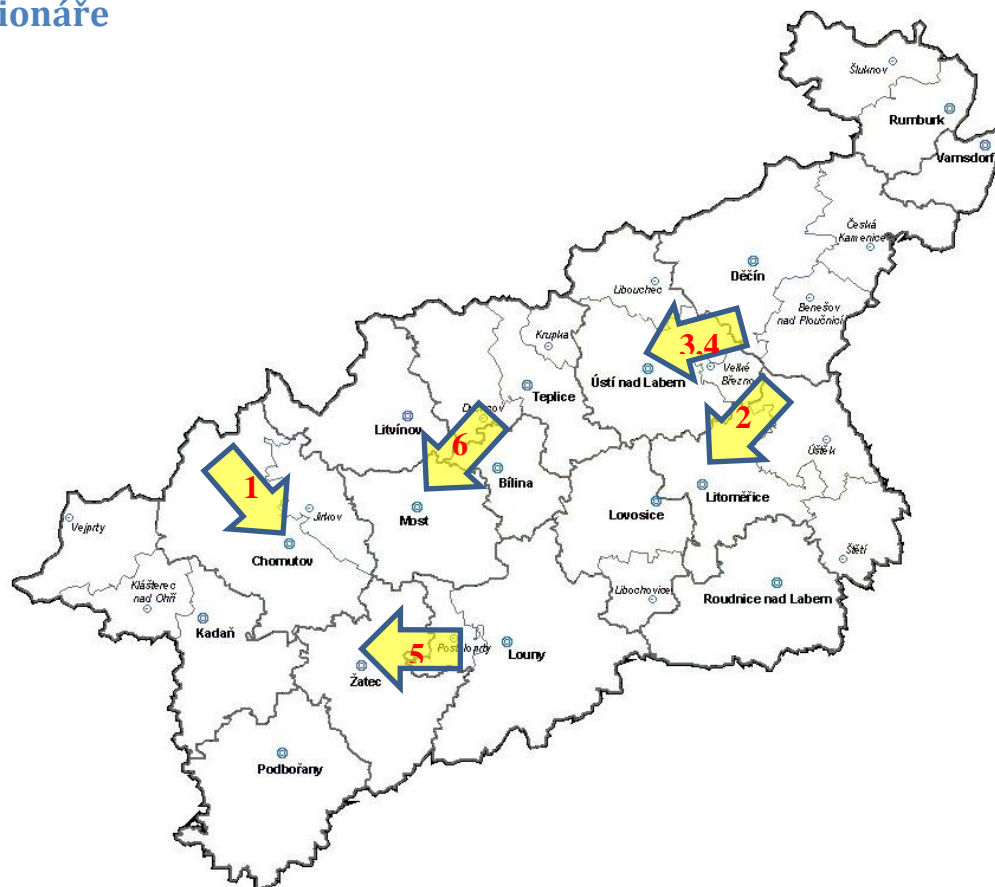 ionáře
Šluknov
Rumburk
Varnsdorf
Česká
Kamenice
Děčín
Libouchec
Benešov
nad Ploučnicí
Krupka
3,4
Velké
Březno
Ústí nad Labem
Teplice
2
Litvínov
6
Úštěk
Bílina
Litoměřice
1
Lovosice
Jirkov
Most
Vejprty
Chomutov
Štětí
Klášterec
nad Ohří
Libochovice
Roudnice nad Labem
Kadaň
Postoloprty
5
Louny
Žatec
Podbořany